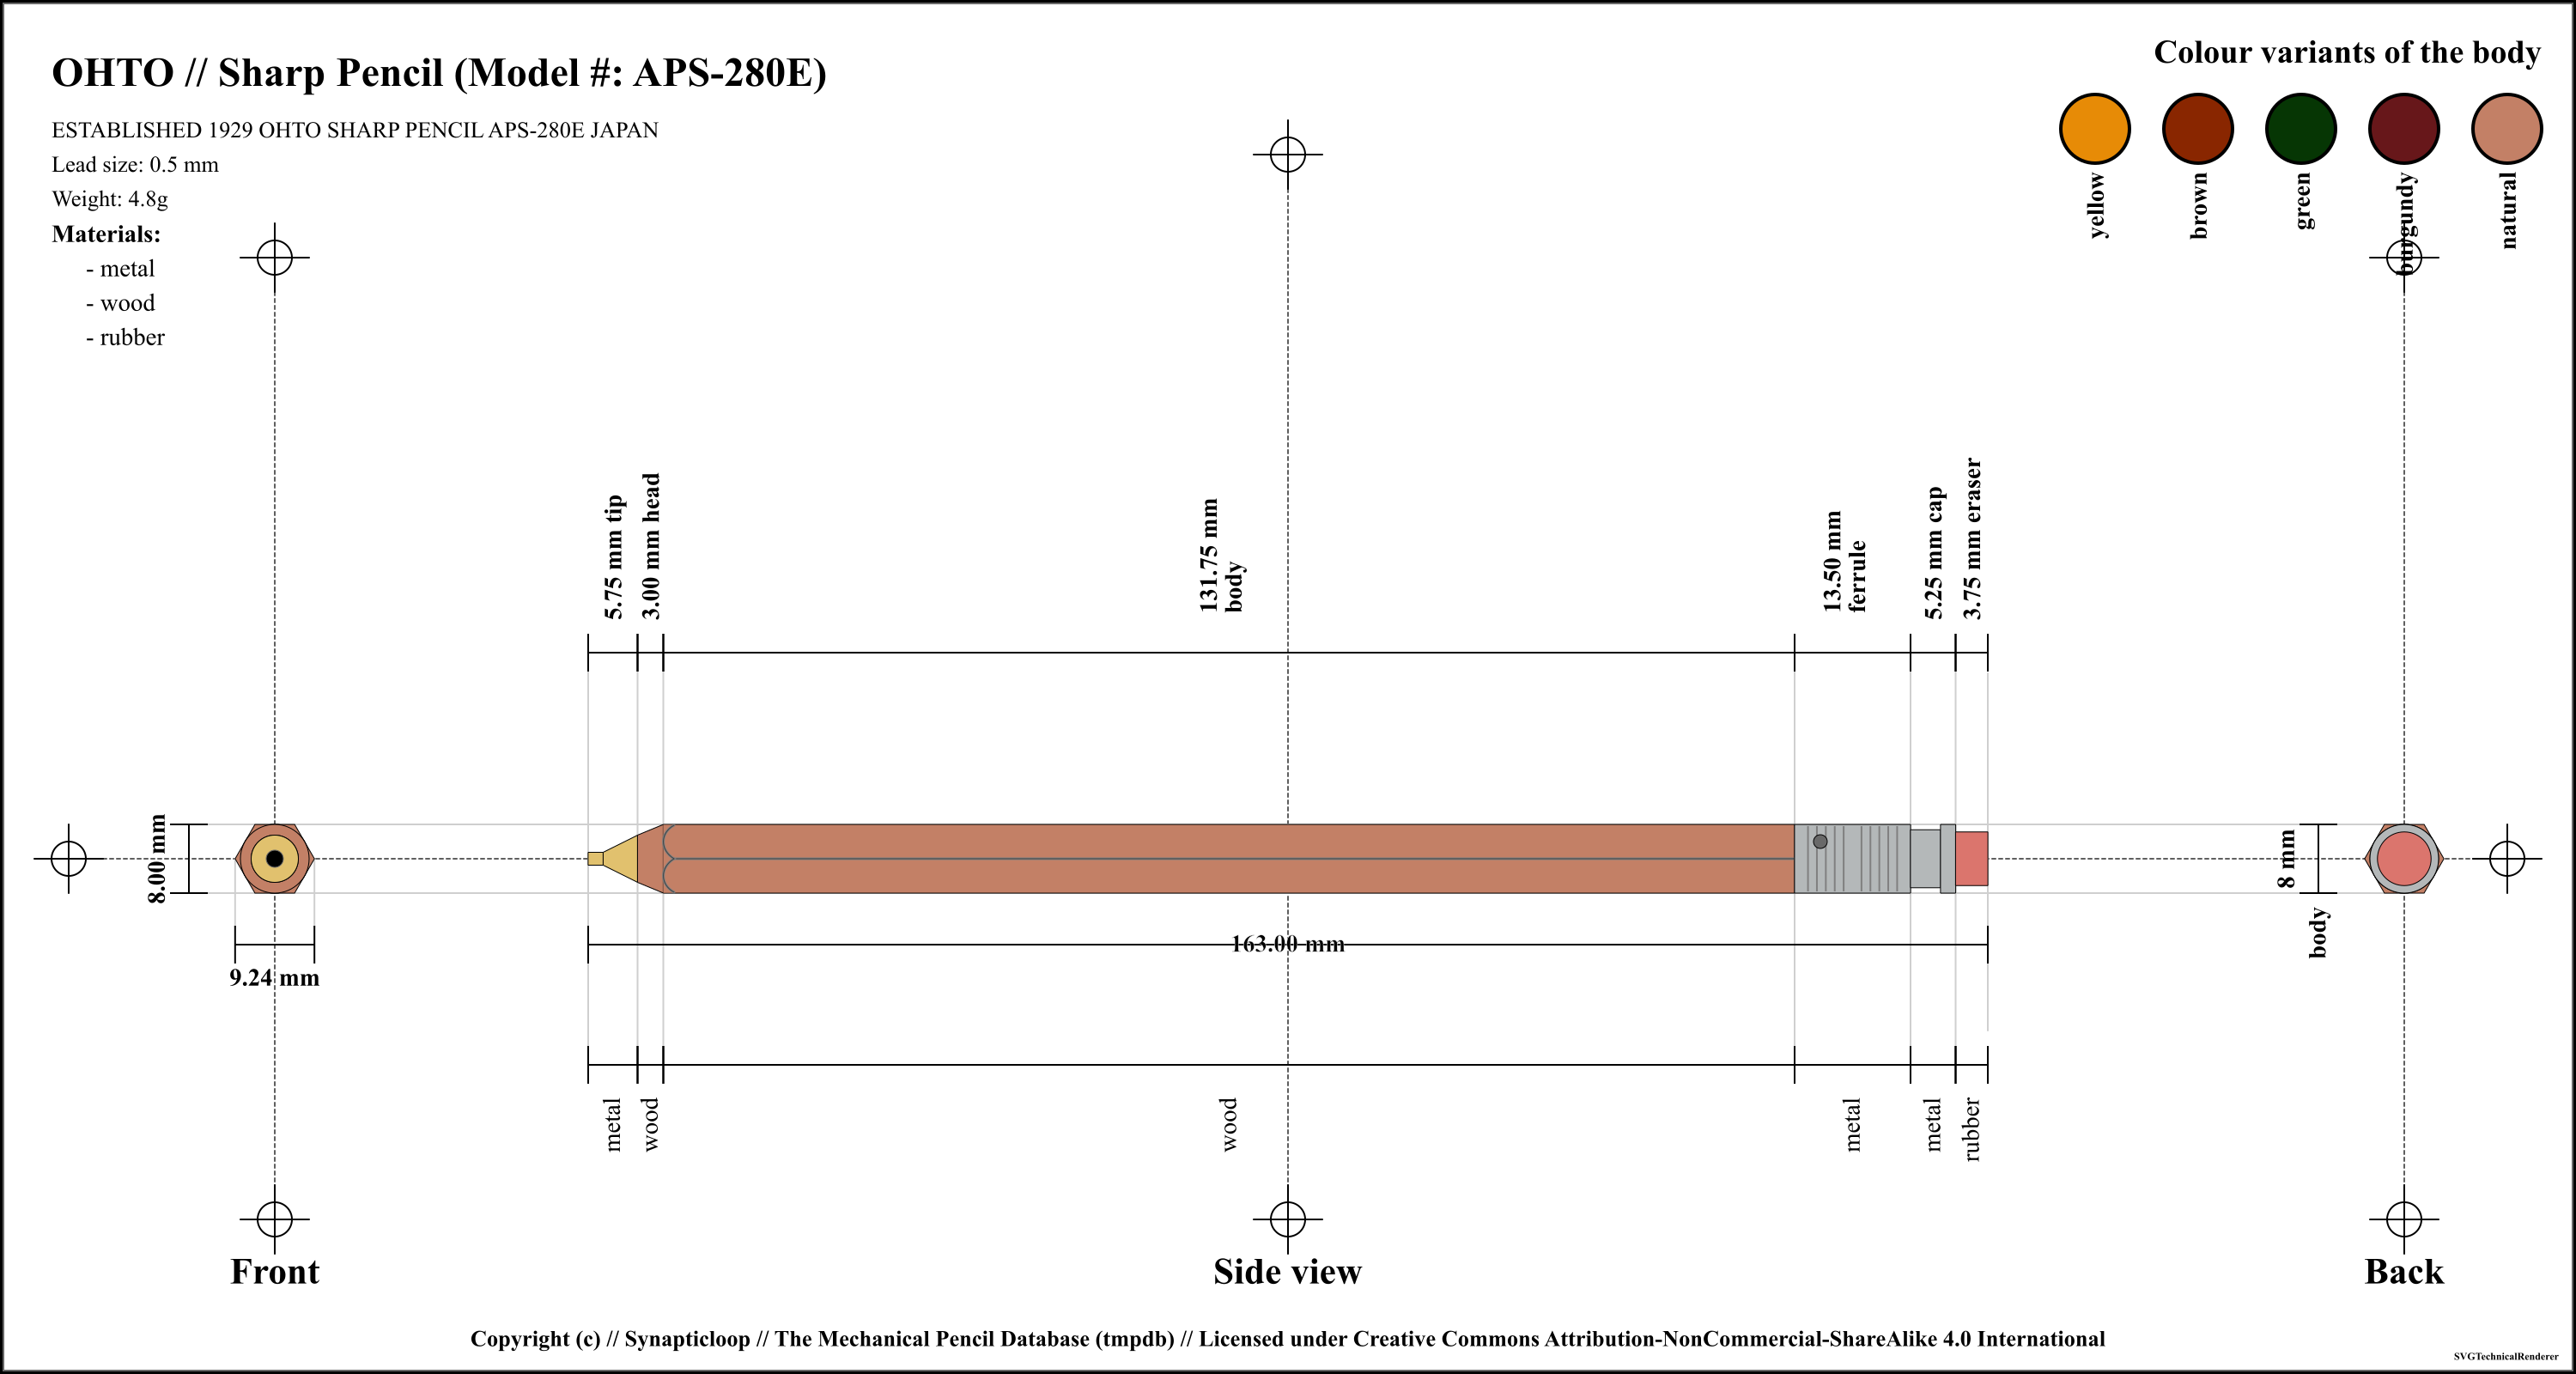 OHTO // Sharp Pencil (Model #: APS-280E)
ESTABLISHED 1929 OHTO SHARP PENCIL APS-280E JAPAN
Lead size: 0.5 mm
Weight: 4.8g
Materials:
- metal
- wood
- rubber
Colour variants of the body
yellow
brown
green
burgundy
natural
5.75 mm tip
3.00 mm head
131.75 mm
body
13.50 mm
ferrule
5.25 mm cap
3.75 mm eraser
8.00 mm
9.24 mm
163.00 mm
8 mm
body
metal
wood
wood
metal
metal
rubber
Front
Side view
Back
Copyright (c) // Synapticloop // The Mechanical Pencil Database (tmpdb) // Licensed under Creative Commons Attribution-NonCommercial-ShareAlike 4.0 International
SVGTechnicalRenderer